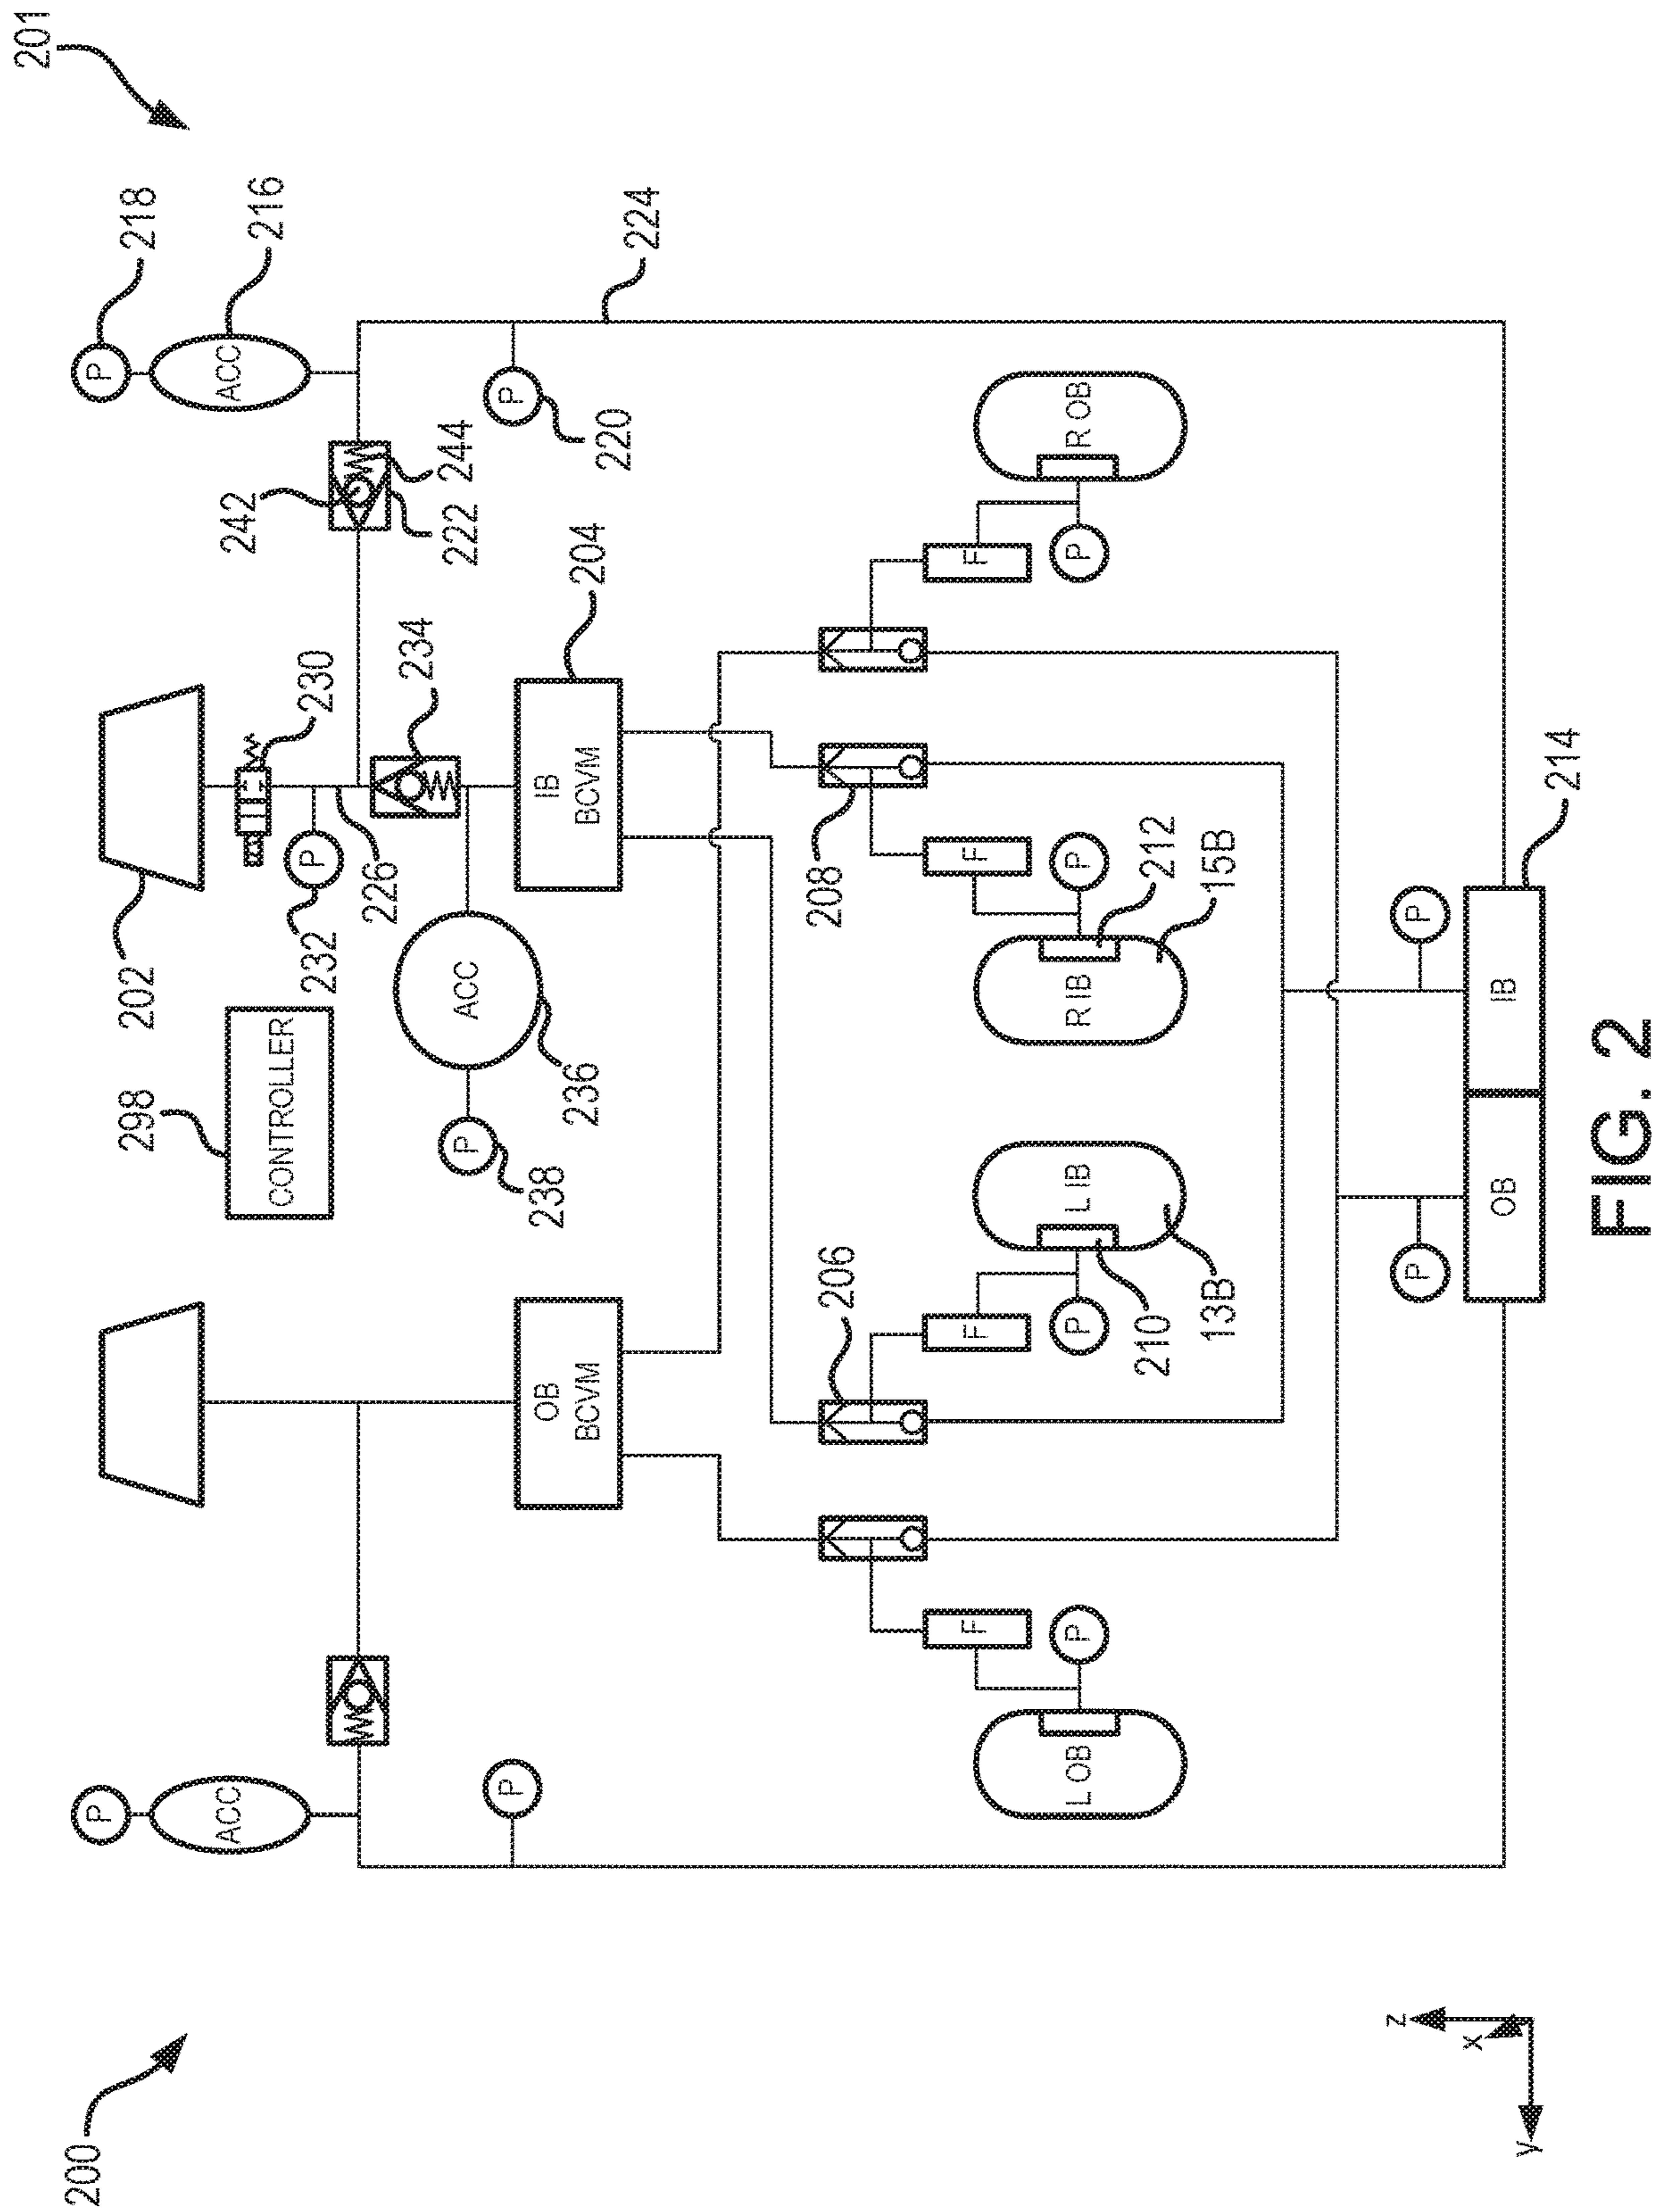 200
201
P
218
ACC
216
P
220
224
242
244
222
202
230
P
232
226
234
ACC
236
P
238
CONTROLLER
298
IB
BCVM
204
OB
BCVM
P
ACC
P
206
208
F
P
L OB
F
P
L IB
210
13B
F
P
R IB
212
15B
F
P
R OB
P
P
OB
IB
214
z
x
y
FIG. 2